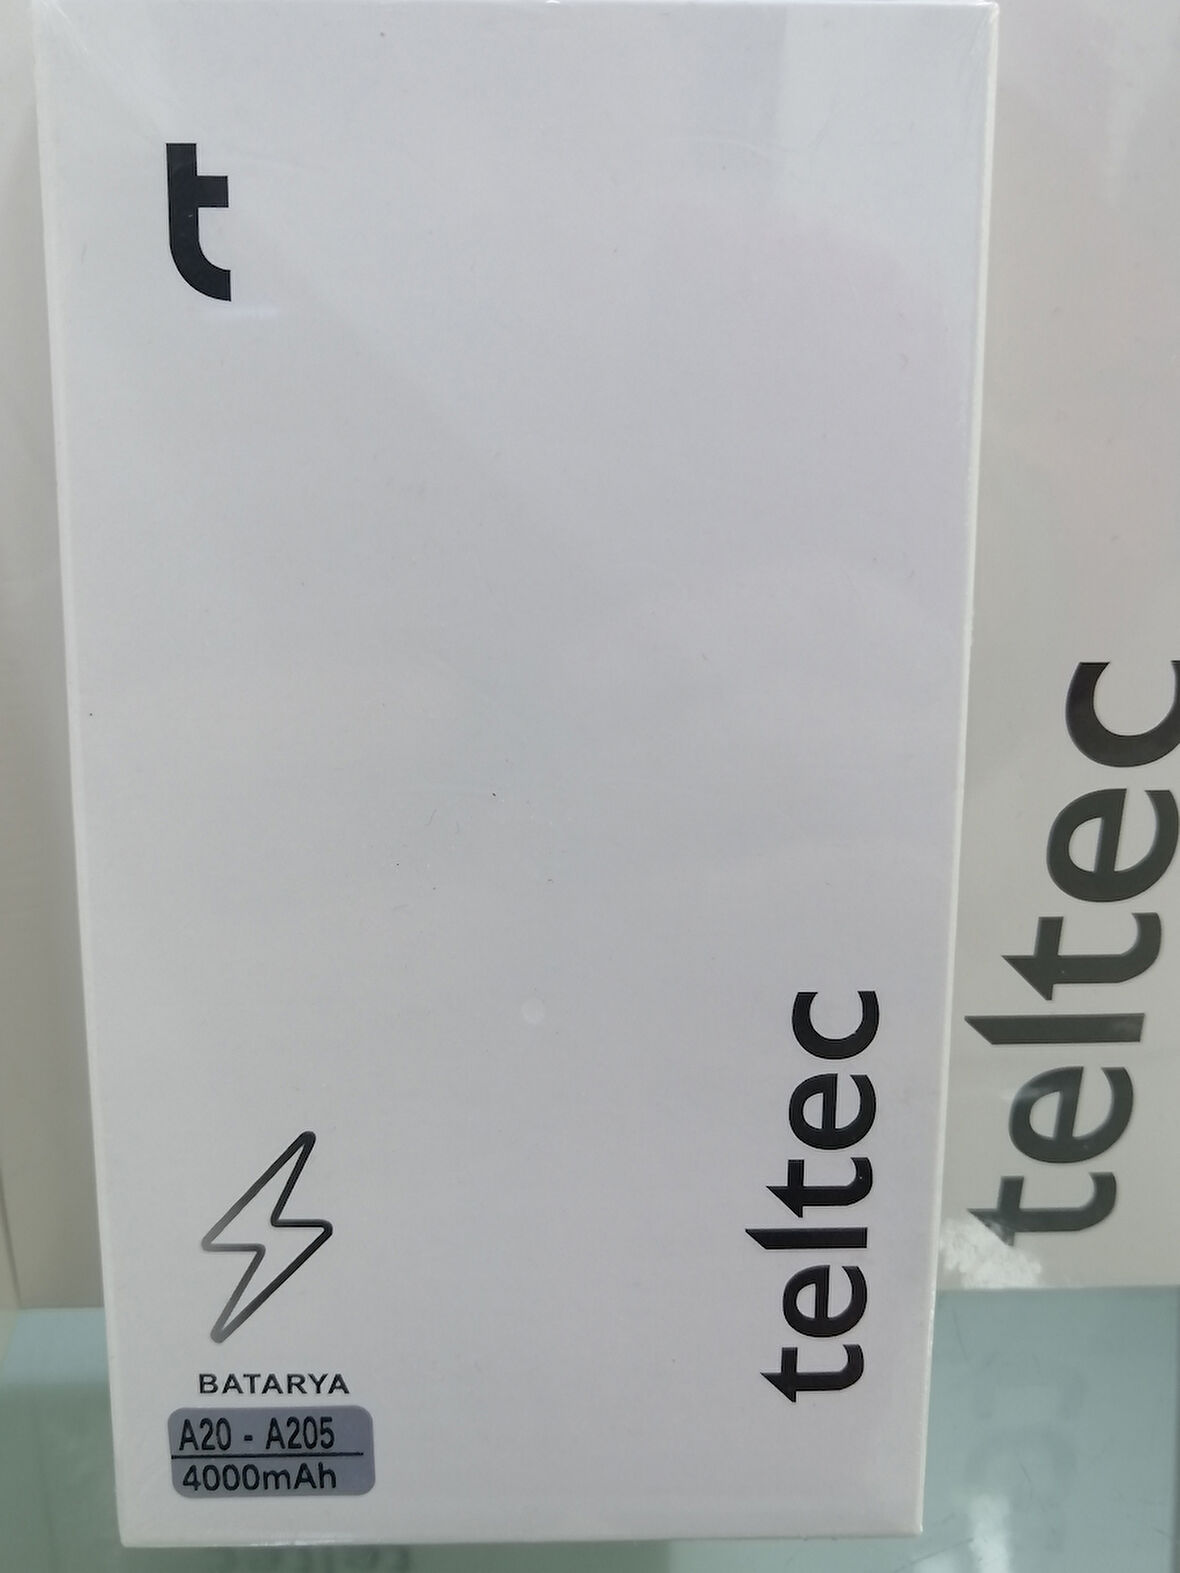 t
teltec
teltec
BATARYA
A20 - A205
4000mAh